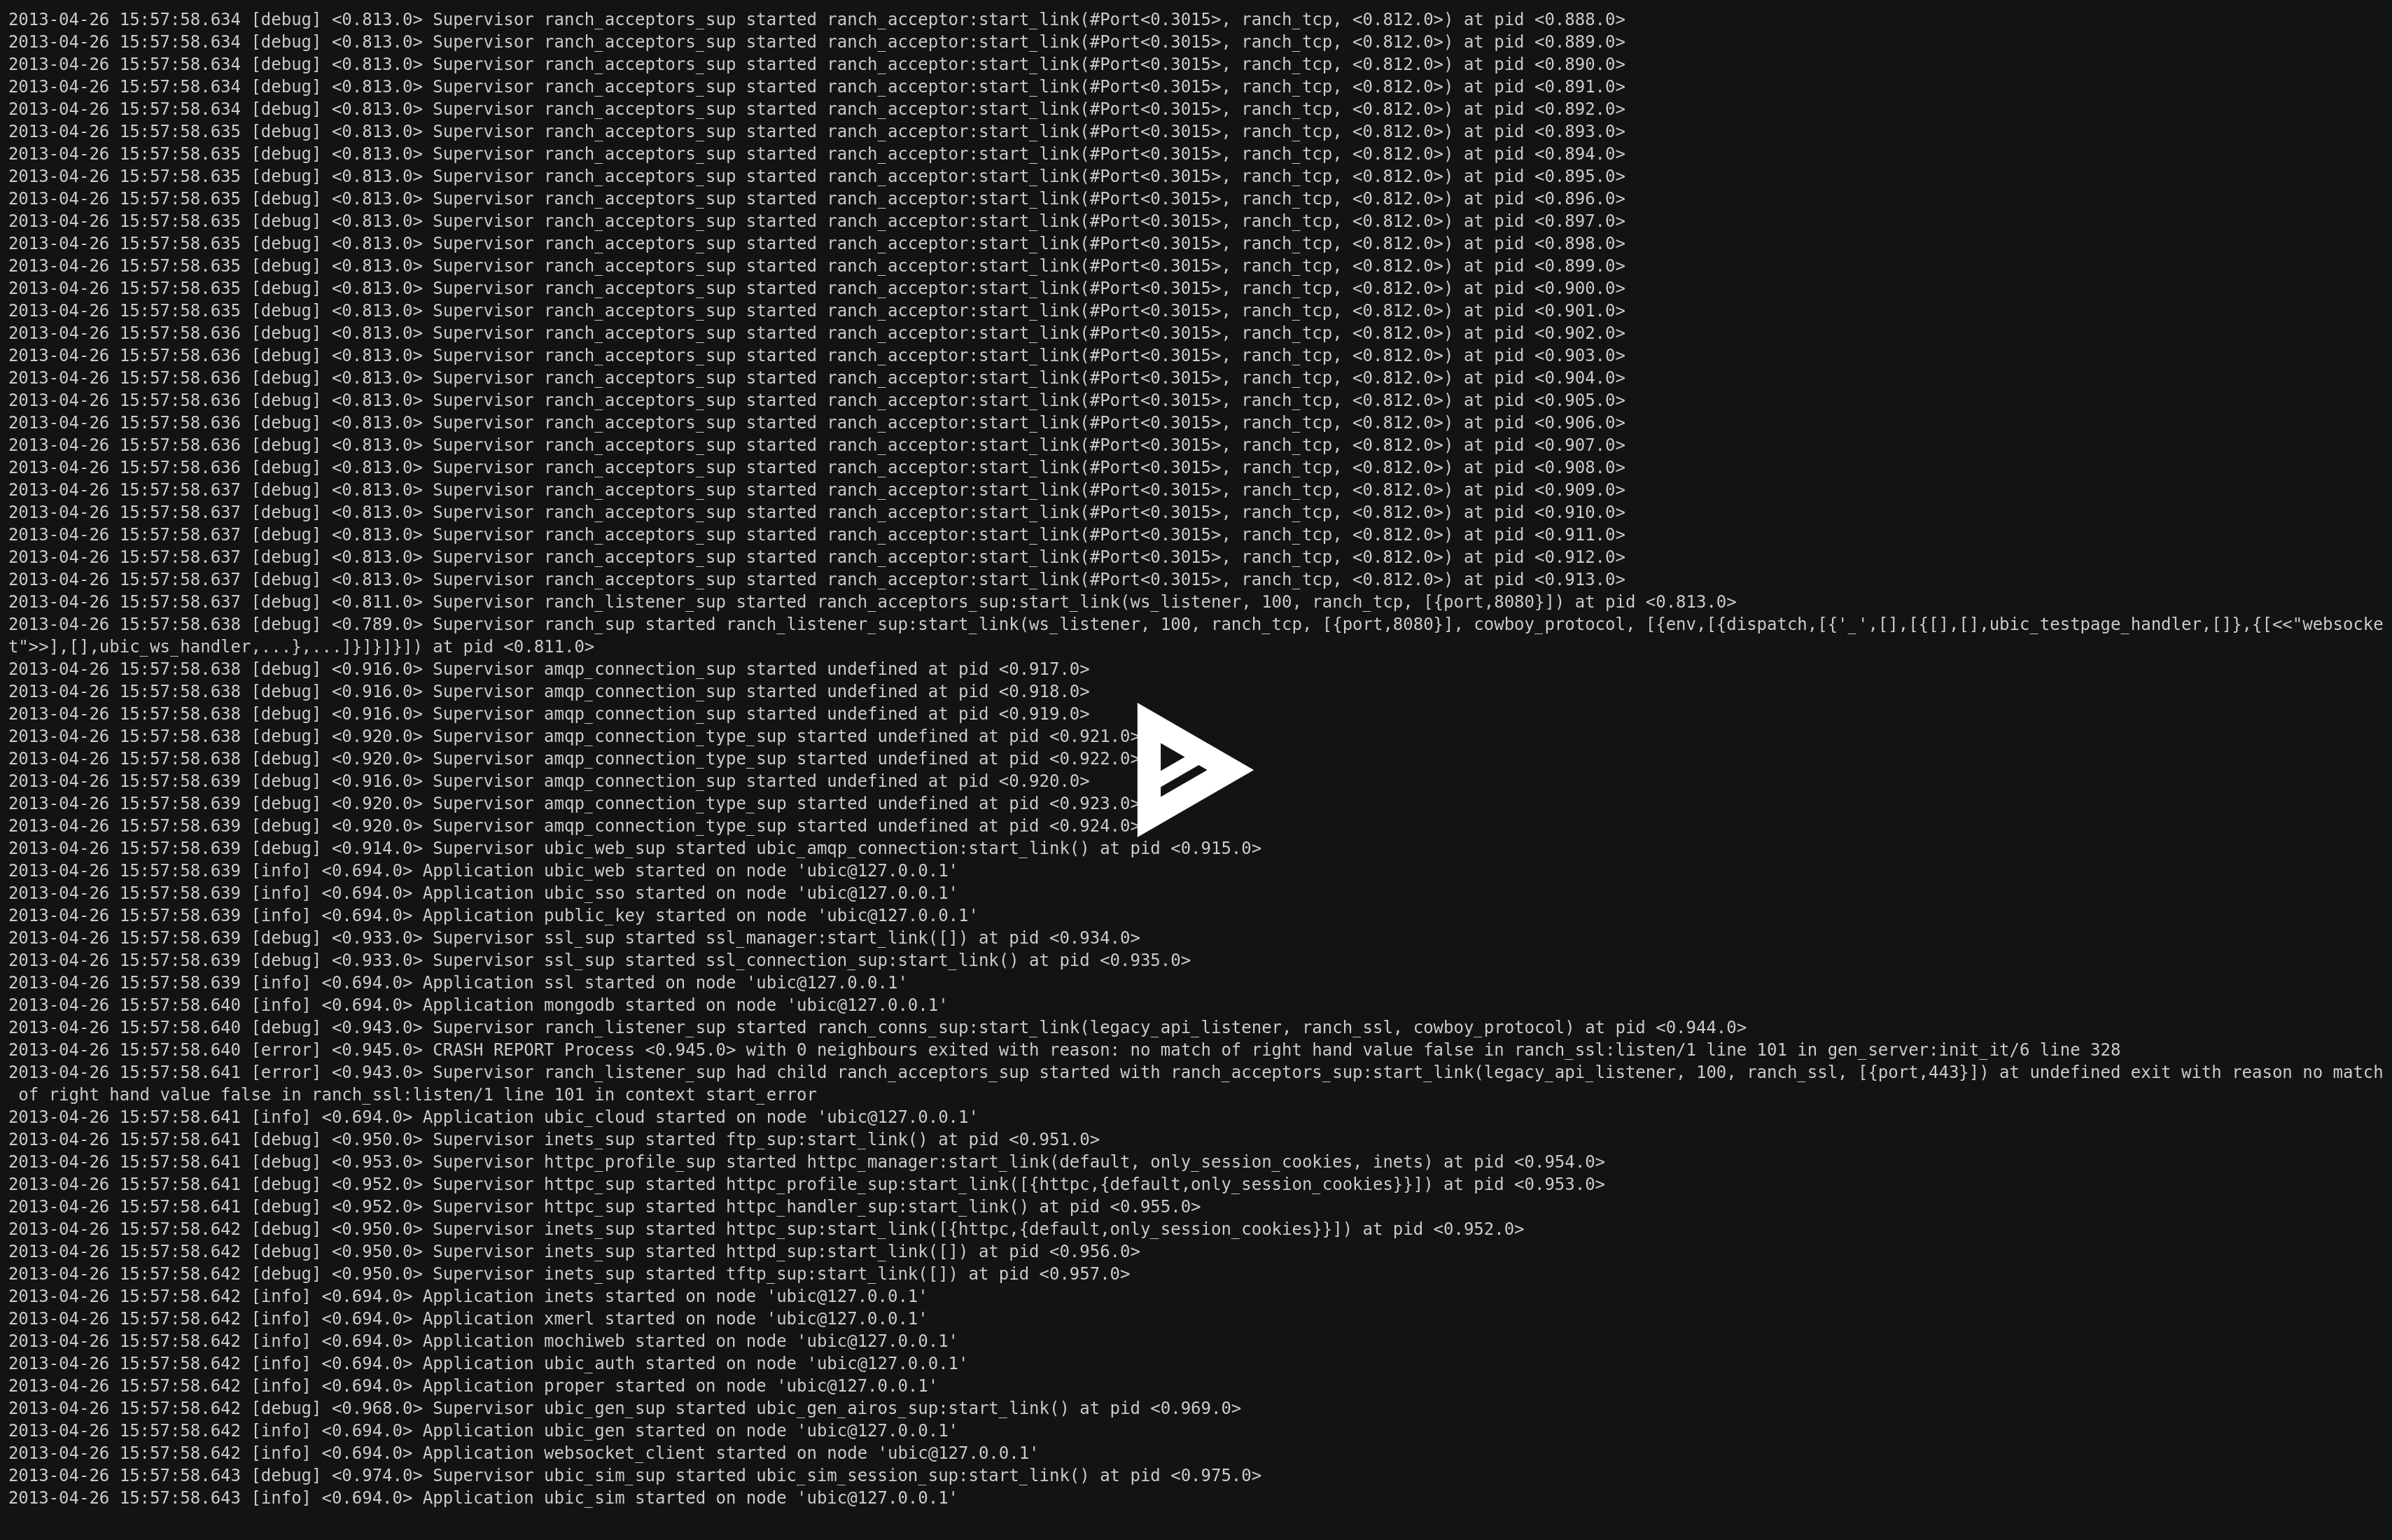 2013-04-26 15:57:58.634 [debug] <0.813.0> Supervisor ranch_acceptors_sup started ranch_acceptor:start_link(#Port<0.3015>, ranch_tcp, <0.812.0>) at pid <0.888.0>
2013-04-26 15:57:58.634 [debug] <0.813.0> Supervisor ranch_acceptors_sup started ranch_acceptor:start_link(#Port<0.3015>, ranch_tcp, <0.812.0>) at pid <0.889.0>
2013-04-26 15:57:58.634 [debug] <0.813.0> Supervisor ranch_acceptors_sup started ranch_acceptor:start_link(#Port<0.3015>, ranch_tcp, <0.812.0>) at pid <0.890.0>
2013-04-26 15:57:58.634 [debug] <0.813.0> Supervisor ranch_acceptors_sup started ranch_acceptor:start_link(#Port<0.3015>, ranch_tcp, <0.812.0>) at pid <0.891.0>
2013-04-26 15:57:58.634 [debug] <0.813.0> Supervisor ranch_acceptors_sup started ranch_acceptor:start_link(#Port<0.3015>, ranch_tcp, <0.812.0>) at pid <0.892.0>
2013-04-26 15:57:58.635 [debug] <0.813.0> Supervisor ranch_acceptors_sup started ranch_acceptor:start_link(#Port<0.3015>, ranch_tcp, <0.812.0>) at pid <0.893.0>
2013-04-26 15:57:58.635 [debug] <0.813.0> Supervisor ranch_acceptors_sup started ranch_acceptor:start_link(#Port<0.3015>, ranch_tcp, <0.812.0>) at pid <0.894.0>
2013-04-26 15:57:58.635 [debug] <0.813.0> Supervisor ranch_acceptors_sup started ranch_acceptor:start_link(#Port<0.3015>, ranch_tcp, <0.812.0>) at pid <0.895.0>
2013-04-26 15:57:58.635 [debug] <0.813.0> Supervisor ranch_acceptors_sup started ranch_acceptor:start_link(#Port<0.3015>, ranch_tcp, <0.812.0>) at pid <0.896.0>
2013-04-26 15:57:58.635 [debug] <0.813.0> Supervisor ranch_acceptors_sup started ranch_acceptor:start_link(#Port<0.3015>, ranch_tcp, <0.812.0>) at pid <0.897.0>
2013-04-26 15:57:58.635 [debug] <0.813.0> Supervisor ranch_acceptors_sup started ranch_acceptor:start_link(#Port<0.3015>, ranch_tcp, <0.812.0>) at pid <0.898.0>
2013-04-26 15:57:58.635 [debug] <0.813.0> Supervisor ranch_acceptors_sup started ranch_acceptor:start_link(#Port<0.3015>, ranch_tcp, <0.812.0>) at pid <0.899.0>
2013-04-26 15:57:58.635 [debug] <0.813.0> Supervisor ranch_acceptors_sup started ranch_acceptor:start_link(#Port<0.3015>, ranch_tcp, <0.812.0>) at pid <0.900.0>
2013-04-26 15:57:58.635 [debug] <0.813.0> Supervisor ranch_acceptors_sup started ranch_acceptor:start_link(#Port<0.3015>, ranch_tcp, <0.812.0>) at pid <0.901.0>
2013-04-26 15:57:58.636 [debug] <0.813.0> Supervisor ranch_acceptors_sup started ranch_acceptor:start_link(#Port<0.3015>, ranch_tcp, <0.812.0>) at pid <0.902.0>
2013-04-26 15:57:58.636 [debug] <0.813.0> Supervisor ranch_acceptors_sup started ranch_acceptor:start_link(#Port<0.3015>, ranch_tcp, <0.812.0>) at pid <0.903.0>
2013-04-26 15:57:58.636 [debug] <0.813.0> Supervisor ranch_acceptors_sup started ranch_acceptor:start_link(#Port<0.3015>, ranch_tcp, <0.812.0>) at pid <0.904.0>
2013-04-26 15:57:58.636 [debug] <0.813.0> Supervisor ranch_acceptors_sup started ranch_acceptor:start_link(#Port<0.3015>, ranch_tcp, <0.812.0>) at pid <0.905.0>
2013-04-26 15:57:58.636 [debug] <0.813.0> Supervisor ranch_acceptors_sup started ranch_acceptor:start_link(#Port<0.3015>, ranch_tcp, <0.812.0>) at pid <0.906.0>
2013-04-26 15:57:58.636 [debug] <0.813.0> Supervisor ranch_acceptors_sup started ranch_acceptor:start_link(#Port<0.3015>, ranch_tcp, <0.812.0>) at pid <0.907.0>
2013-04-26 15:57:58.636 [debug] <0.813.0> Supervisor ranch_acceptors_sup started ranch_acceptor:start_link(#Port<0.3015>, ranch_tcp, <0.812.0>) at pid <0.908.0>
2013-04-26 15:57:58.637 [debug] <0.813.0> Supervisor ranch_acceptors_sup started ranch_acceptor:start_link(#Port<0.3015>, ranch_tcp, <0.812.0>) at pid <0.909.0>
2013-04-26 15:57:58.637 [debug] <0.813.0> Supervisor ranch_acceptors_sup started ranch_acceptor:start_link(#Port<0.3015>, ranch_tcp, <0.812.0>) at pid <0.910.0>
2013-04-26 15:57:58.637 [debug] <0.813.0> Supervisor ranch_acceptors_sup started ranch_acceptor:start_link(#Port<0.3015>, ranch_tcp, <0.812.0>) at pid <0.911.0>
2013-04-26 15:57:58.637 [debug] <0.813.0> Supervisor ranch_acceptors_sup started ranch_acceptor:start_link(#Port<0.3015>, ranch_tcp, <0.812.0>) at pid <0.912.0>
2013-04-26 15:57:58.637 [debug] <0.813.0> Supervisor ranch_acceptors_sup started ranch_acceptor:start_link(#Port<0.3015>, ranch_tcp, <0.812.0>) at pid <0.913.0>
2013-04-26 15:57:58.637 [debug] <0.811.0> Supervisor ranch_listener_sup started ranch_acceptors_sup:start_link(ws_listener, 100, ranch_tcp, [{port,8080}]) at pid <0.813.0>
2013-04-26 15:57:58.638 [debug] <0.789.0> Supervisor ranch_sup started ranch_listener_sup:start_link(ws_listener, 100, ranch_tcp, [{port,8080}], cowboy_protocol, [{env,[{dispatch,[{'_',[],[{[],[],ubic_testpage_handler,[]},{[<<"websocke
t">>],[],ubic_ws_handler,...},...]}]}]}]) at pid <0.811.0>
2013-04-26 15:57:58.638 [debug] <0.916.0> Supervisor amqp_connection_sup started undefined at pid <0.917.0>
2013-04-26 15:57:58.638 [debug] <0.916.0> Supervisor amqp_connection_sup started undefined at pid <0.918.0>
2013-04-26 15:57:58.638 [debug] <0.916.0> Supervisor amqp_connection_sup started undefined at pid <0.919.0>
2013-04-26 15:57:58.638 [debug] <0.920.0> Supervisor amqp_connection_type_sup started undefined at pid <0.921.0>
2013-04-26 15:57:58.638 [debug] <0.920.0> Supervisor amqp_connection_type_sup started undefined at pid <0.922.0>
2013-04-26 15:57:58.639 [debug] <0.916.0> Supervisor amqp_connection_sup started undefined at pid <0.920.0>
2013-04-26 15:57:58.639 [debug] <0.920.0> Supervisor amqp_connection_type_sup started undefined at pid <0.923.0>
2013-04-26 15:57:58.639 [debug] <0.920.0> Supervisor amqp_connection_type_sup started undefined at pid <0.924.0>
2013-04-26 15:57:58.639 [debug] <0.914.0> Supervisor ubic_web_sup started ubic_amqp_connection:start_link() at pid <0.915.0>
2013-04-26 15:57:58.639 [info] <0.694.0> Application ubic_web started on node 'ubic@127.0.0.1'
2013-04-26 15:57:58.639 [info] <0.694.0> Application ubic_sso started on node 'ubic@127.0.0.1'
2013-04-26 15:57:58.639 [info] <0.694.0> Application public_key started on node 'ubic@127.0.0.1'
2013-04-26 15:57:58.639 [debug] <0.933.0> Supervisor ssl_sup started ssl_manager:start_link([]) at pid <0.934.0>
2013-04-26 15:57:58.639 [debug] <0.933.0> Supervisor ssl_sup started ssl_connection_sup:start_link() at pid <0.935.0>
2013-04-26 15:57:58.639 [info] <0.694.0> Application ssl started on node 'ubic@127.0.0.1'
2013-04-26 15:57:58.640 [info] <0.694.0> Application mongodb started on node 'ubic@127.0.0.1'
2013-04-26 15:57:58.640 [debug] <0.943.0> Supervisor ranch_listener_sup started ranch_conns_sup:start_link(legacy_api_listener, ranch_ssl, cowboy_protocol) at pid <0.944.0>
2013-04-26 15:57:58.640 [error] <0.945.0> CRASH REPORT Process <0.945.0> with 0 neighbours exited with reason: no match of right hand value false in ranch_ssl:listen/1 line 101 in gen_server:init_it/6 line 328
2013-04-26 15:57:58.641 [error] <0.943.0> Supervisor ranch_listener_sup had child ranch_acceptors_sup started with ranch_acceptors_sup:start_link(legacy_api_listener, 100, ranch_ssl, [{port,443}]) at undefined exit with reason no match
of right hand value false in ranch_ssl:listen/1 line 101 in context start_error
2013-04-26 15:57:58.641 [info] <0.694.0> Application ubic_cloud started on node 'ubic@127.0.0.1'
2013-04-26 15:57:58.641 [debug] <0.950.0> Supervisor inets_sup started ftp_sup:start_link() at pid <0.951.0>
2013-04-26 15:57:58.641 [debug] <0.953.0> Supervisor httpc_profile_sup started httpc_manager:start_link(default, only_session_cookies, inets) at pid <0.954.0>
2013-04-26 15:57:58.641 [debug] <0.952.0> Supervisor httpc_sup started httpc_profile_sup:start_link([{httpc,{default,only_session_cookies}}]) at pid <0.953.0>
2013-04-26 15:57:58.641 [debug] <0.952.0> Supervisor httpc_sup started httpc_handler_sup:start_link() at pid <0.955.0>
2013-04-26 15:57:58.642 [debug] <0.950.0> Supervisor inets_sup started httpc_sup:start_link([{httpc,{default,only_session_cookies}}]) at pid <0.952.0>
2013-04-26 15:57:58.642 [debug] <0.950.0> Supervisor inets_sup started httpd_sup:start_link([]) at pid <0.956.0>
2013-04-26 15:57:58.642 [debug] <0.950.0> Supervisor inets_sup started tftp_sup:start_link([]) at pid <0.957.0>
2013-04-26 15:57:58.642 [info] <0.694.0> Application inets started on node 'ubic@127.0.0.1'
2013-04-26 15:57:58.642 [info] <0.694.0> Application xmerl started on node 'ubic@127.0.0.1'
2013-04-26 15:57:58.642 [info] <0.694.0> Application mochiweb started on node 'ubic@127.0.0.1'
2013-04-26 15:57:58.642 [info] <0.694.0> Application ubic_auth started on node 'ubic@127.0.0.1'
2013-04-26 15:57:58.642 [info] <0.694.0> Application proper started on node 'ubic@127.0.0.1'
2013-04-26 15:57:58.642 [debug] <0.968.0> Supervisor ubic_gen_sup started ubic_gen_airos_sup:start_link() at pid <0.969.0>
2013-04-26 15:57:58.642 [info] <0.694.0> Application ubic_gen started on node 'ubic@127.0.0.1'
2013-04-26 15:57:58.642 [info] <0.694.0> Application websocket_client started on node 'ubic@127.0.0.1'
2013-04-26 15:57:58.643 [debug] <0.974.0> Supervisor ubic_sim_sup started ubic_sim_session_sup:start_link() at pid <0.975.0>
2013-04-26 15:57:58.643 [info] <0.694.0> Application ubic_sim started on node 'ubic@127.0.0.1'